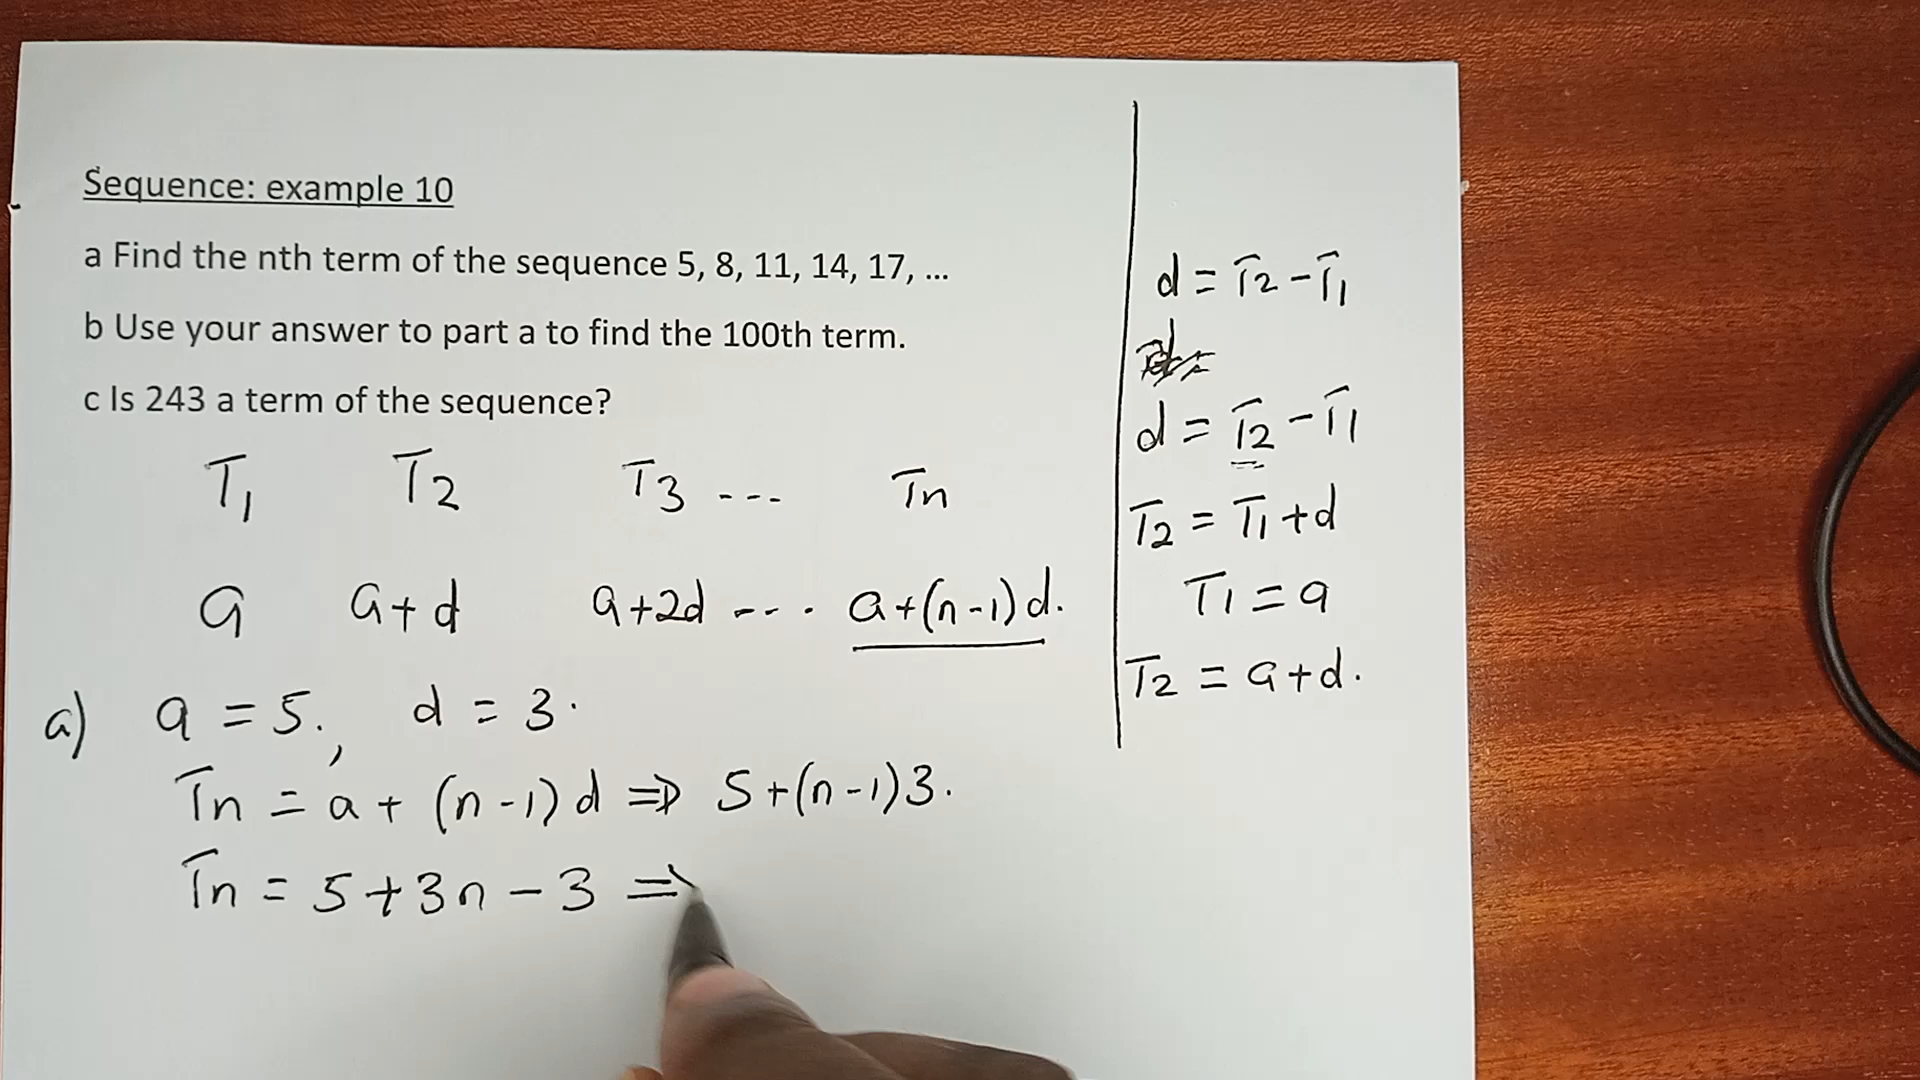 Sequence: example 10
a Find the nth term of the sequence 5, 8, 11, 14, 17, ...
b Use your answer to part a to find the 100th term.
c Is 243 a term of the sequence?
T1 T2 T3 --- Tn
a a+d a+2d --- . a+(n-1)d.
a) a = 5., d = 3.
Tn = a + (n-1)d => 5+(n-1)3.
Tn = 5+3n-3 =>
d = T2 - T1
d = T2 - T1
T2 = T1+d
T1 = a
T2 = a+d.